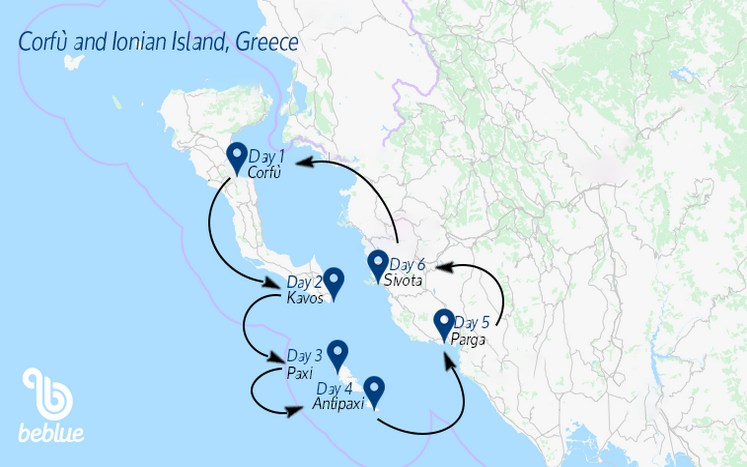 Corfù and Ionian Island, Greece
Day 1
Corfù
Day 2
Kavos
Day 3
Paxi
Day 4
Antipaxi
Day 5
Parga
Day 6
Sivota
beblue